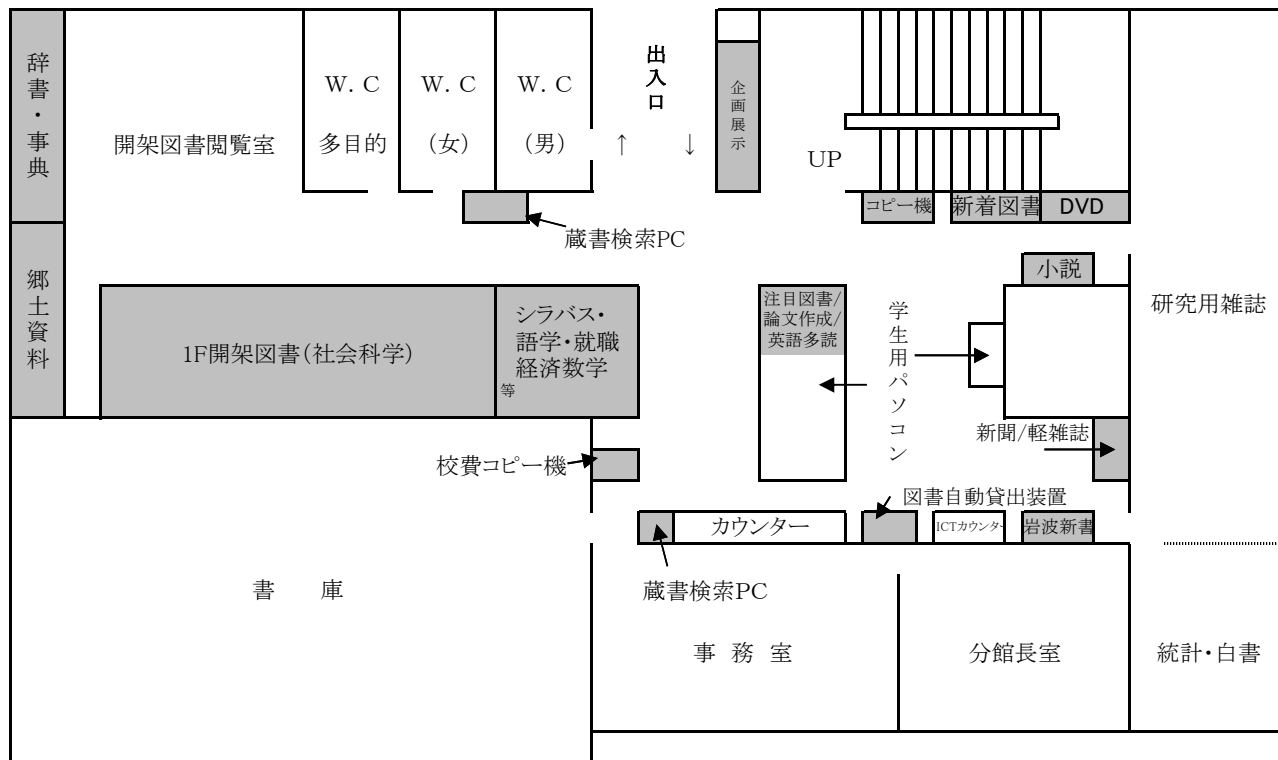 辞書・事典
開架図書閲覧室
W. C
多目的
W. C
(女)
W. C
(男)
出入口
↑ ↓
企画展示
UP
コピー機
新着図書
DVD
蔵書検索PC
小説
郷土資料
1F開架図書(社会科学)
シラバス・
語学・就職
経済数学
等
注目図書/
論文作成/
英語多読
学生用パソコン
研究用雑誌
新聞/軽雑誌
校費コピー機
図書自動貸出装置
カウンター
ICTカウンター
岩波新書
書 庫
蔵書検索PC
事 務 室
分館長室
統計・白書